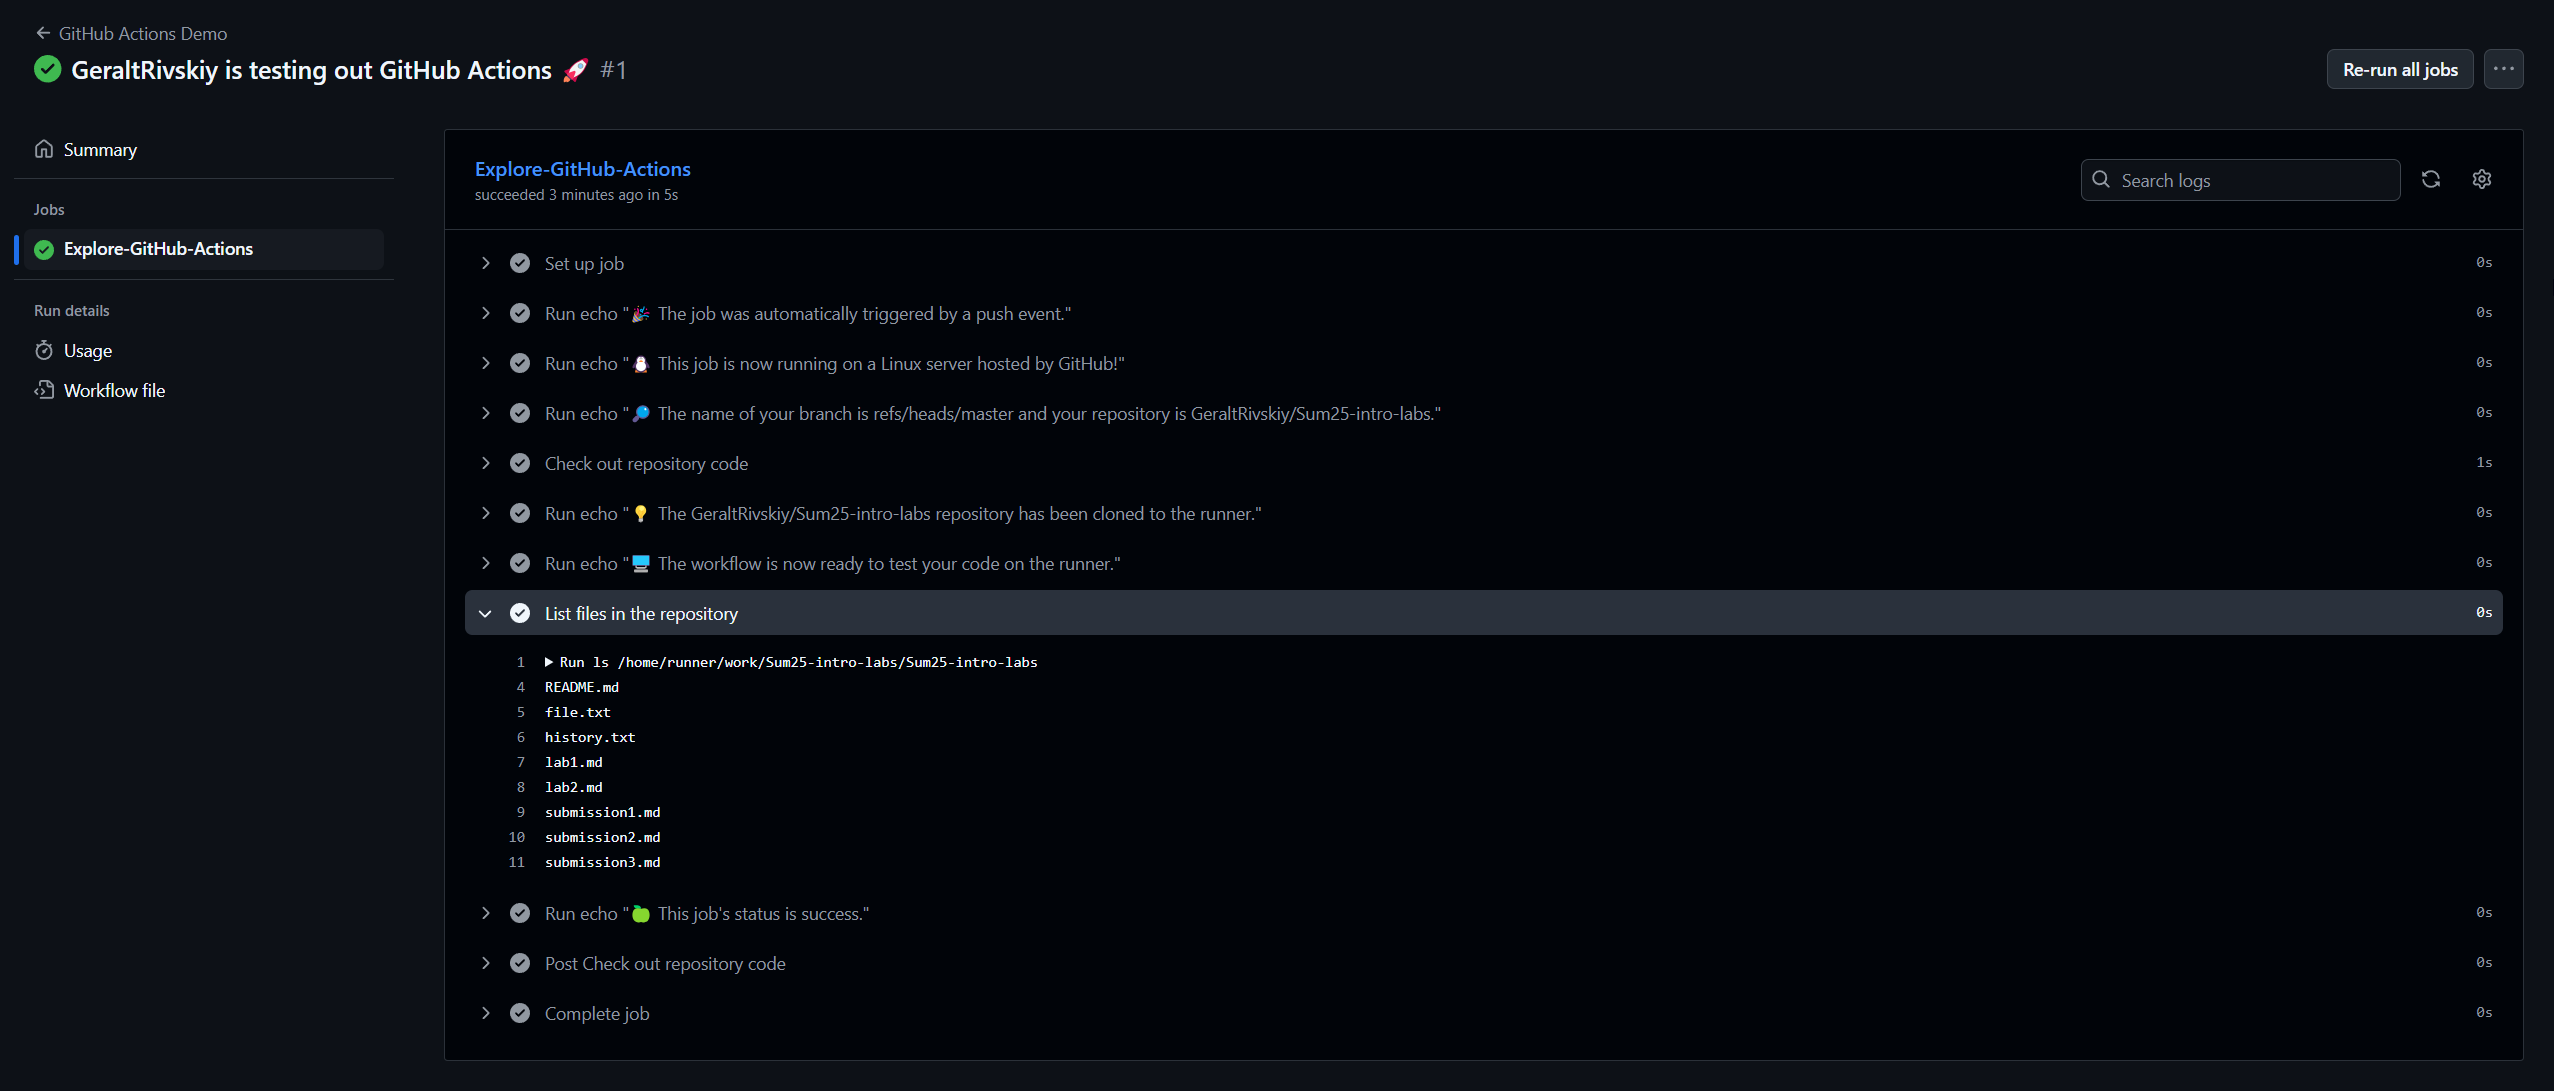 GitHub Actions Demo
GeraltRivskiy is testing out GitHub Actions 🚀 #1
Re-run all jobs
Summary
Jobs
Explore-GitHub-Actions
Run details
Usage
Workflow file
Explore-GitHub-Actions
succeeded 3 minutes ago in 5s
Search logs
Set up job 0s
Run echo "🎉 The job was automatically triggered by a push event." 0s
Run echo "🐧 This job is now running on a Linux server hosted by GitHub!" 0s
Run echo "🔎 The name of your branch is refs/heads/master and your repository is GeraltRivskiy/Sum25-intro-labs." 0s
Check out repository code 1s
Run echo "💡 The GeraltRivskiy/Sum25-intro-labs repository has been cloned to the runner." 0s
Run echo "🖥️ The workflow is now ready to test your code on the runner." 0s
List files in the repository 0s
1 ▶ Run ls /home/runner/work/Sum25-intro-labs/Sum25-intro-labs
4 README.md
5 file.txt
6 history.txt
7 lab1.md
8 lab2.md
9 submission1.md
10 submission2.md
11 submission3.md
Run echo "🍏 This job's status is success." 0s
Post Check out repository code 0s
Complete job 0s